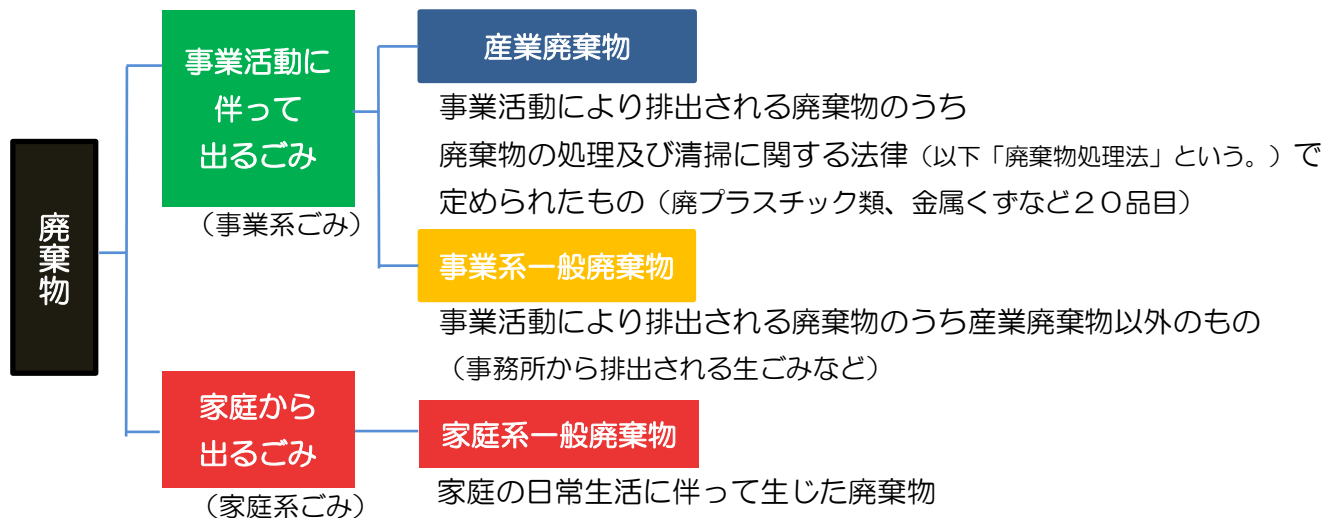 廃棄物
事業活動に
伴って
出るごみ
（事業系ごみ）
産業廃棄物
事業活動により排出される廃棄物のうち
廃棄物の処理及び清掃に関する法律（以下「廃棄物処理法」という。）で
定められたもの（廃プラスチック類、金属くずなど２０品目）
事業系一般廃棄物
事業活動により排出される廃棄物のうち産業廃棄物以外のもの
（事務所から排出される生ごみなど）
家庭から
出るごみ
（家庭系ごみ）
家庭系一般廃棄物
家庭の日常生活に伴って生じた廃棄物